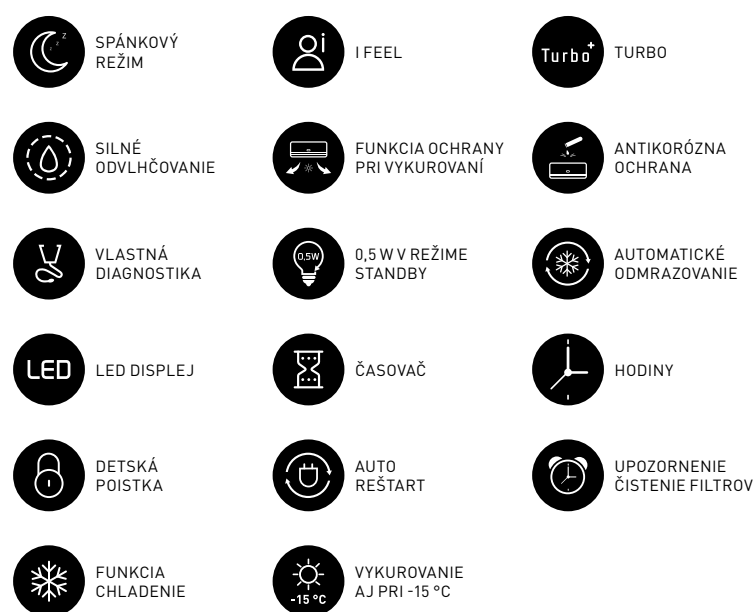 z z z
SPÁNKOVÝ
REŽIM
i
I FEEL
Turbo+
TURBO
SILNÉ
ODVLHČOVANIE
FUNKCIA OCHRANY
PRI VYKUROVANÍ
ANTIKORÓZNA
OCHRANA
VLASTNÁ
DIAGNOSTIKA
0,5W
0,5 W V REŽIME
STANDBY
AUTOMATICKÉ
ODMRAZOVANIE
LED
LED DISPLEJ
ČASOVAČ
HODINY
DETSKÁ
POISTKA
AUTO
REŠTART
UPOZORNENIE
ČISTENIE FILTROV
FUNKCIA
CHLADENIE
-15 °C
VYKUROVANIE
AJ PRI -15 °C